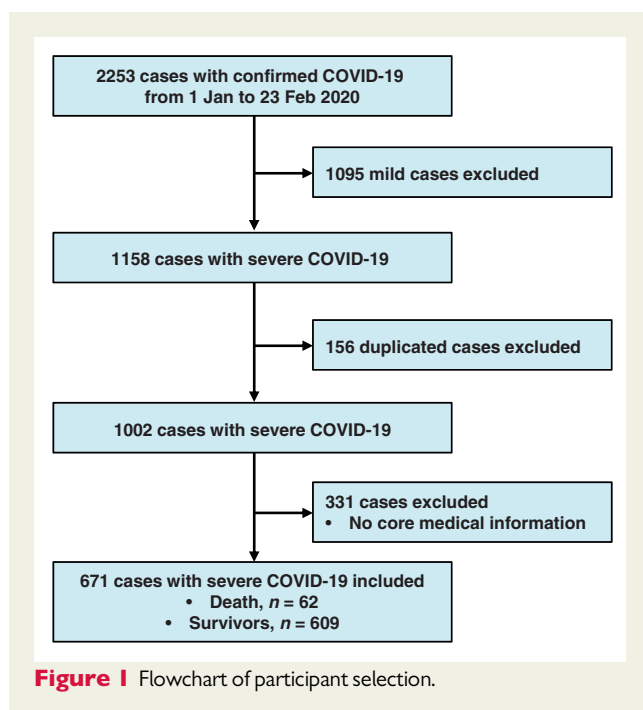 2253 cases with confirmed COVID-19
from 1 Jan to 23 Feb 2020
1095 mild cases excluded
1158 cases with severe COVID-19
156 duplicated cases excluded
1002 cases with severe COVID-19
331 cases excluded
• No core medical information
671 cases with severe COVID-19 included
• Death, n = 62
• Survivors, n = 609
Figure 1 Flowchart of participant selection.